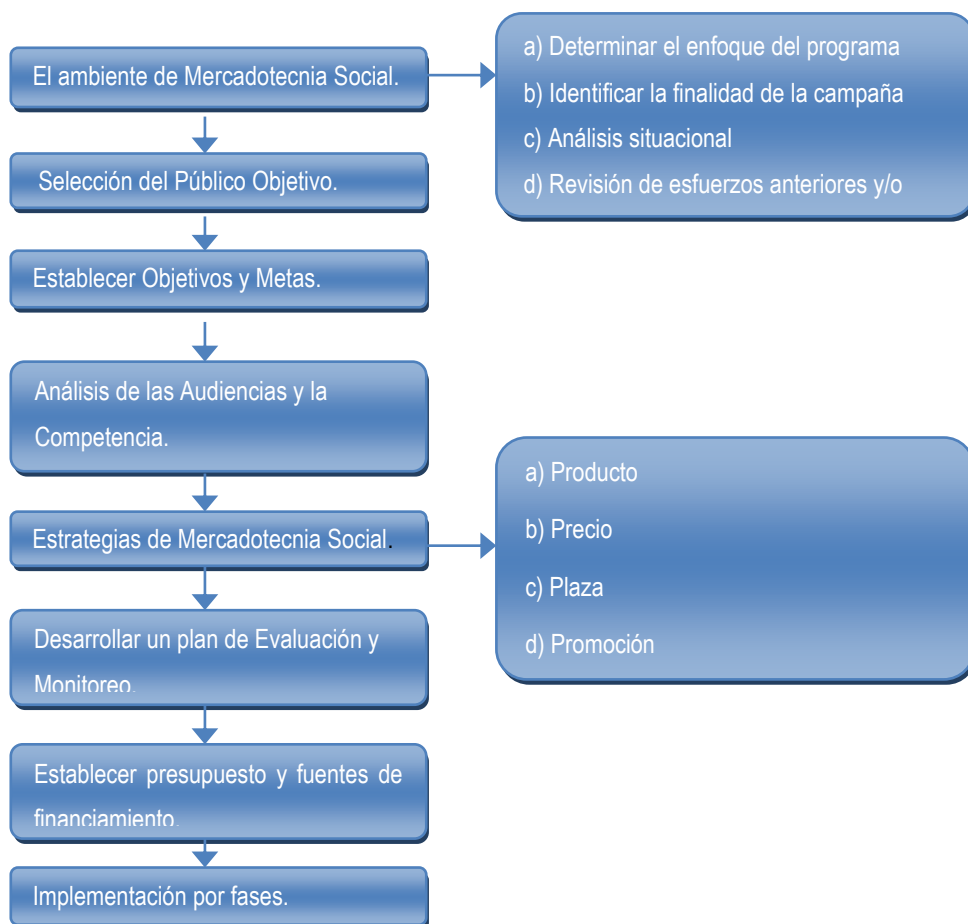 El ambiente de Mercadotecnia Social.
a) Determinar el enfoque del programa
b) Identificar la finalidad de la campaña
c) Análisis situacional
d) Revisión de esfuerzos anteriores y/o
Selección del Público Objetivo.
Establecer Objetivos y Metas.
Análisis de las Audiencias y la
Competencia.
Estrategias de Mercadotecnia Social.
a) Producto
b) Precio
c) Plaza
d) Promoción
Desarrollar un plan de Evaluación y
Monitoreo.
Establecer presupuesto y fuentes de
financiamiento.
Implementación por fases.